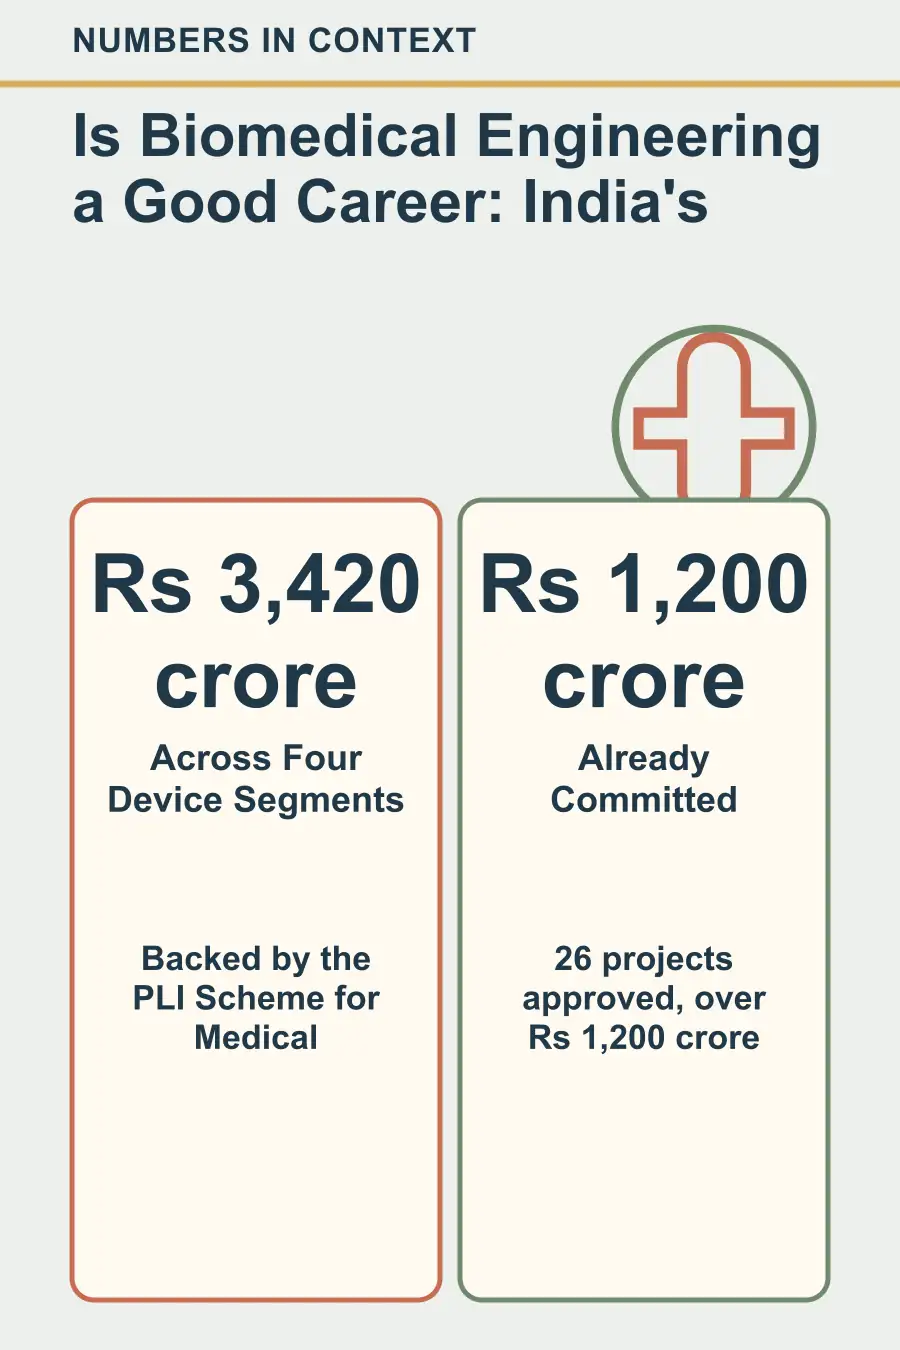 NUMBERS IN CONTEXT
Is Biomedical Engineering
a Good Career: India's
Rs 3,420
crore
Across Four
Device Segments
Backed by the
PLI Scheme for
Medical
Rs 1,200
crore
Already
Committed
26 projects
approved, over
Rs 1,200 crore